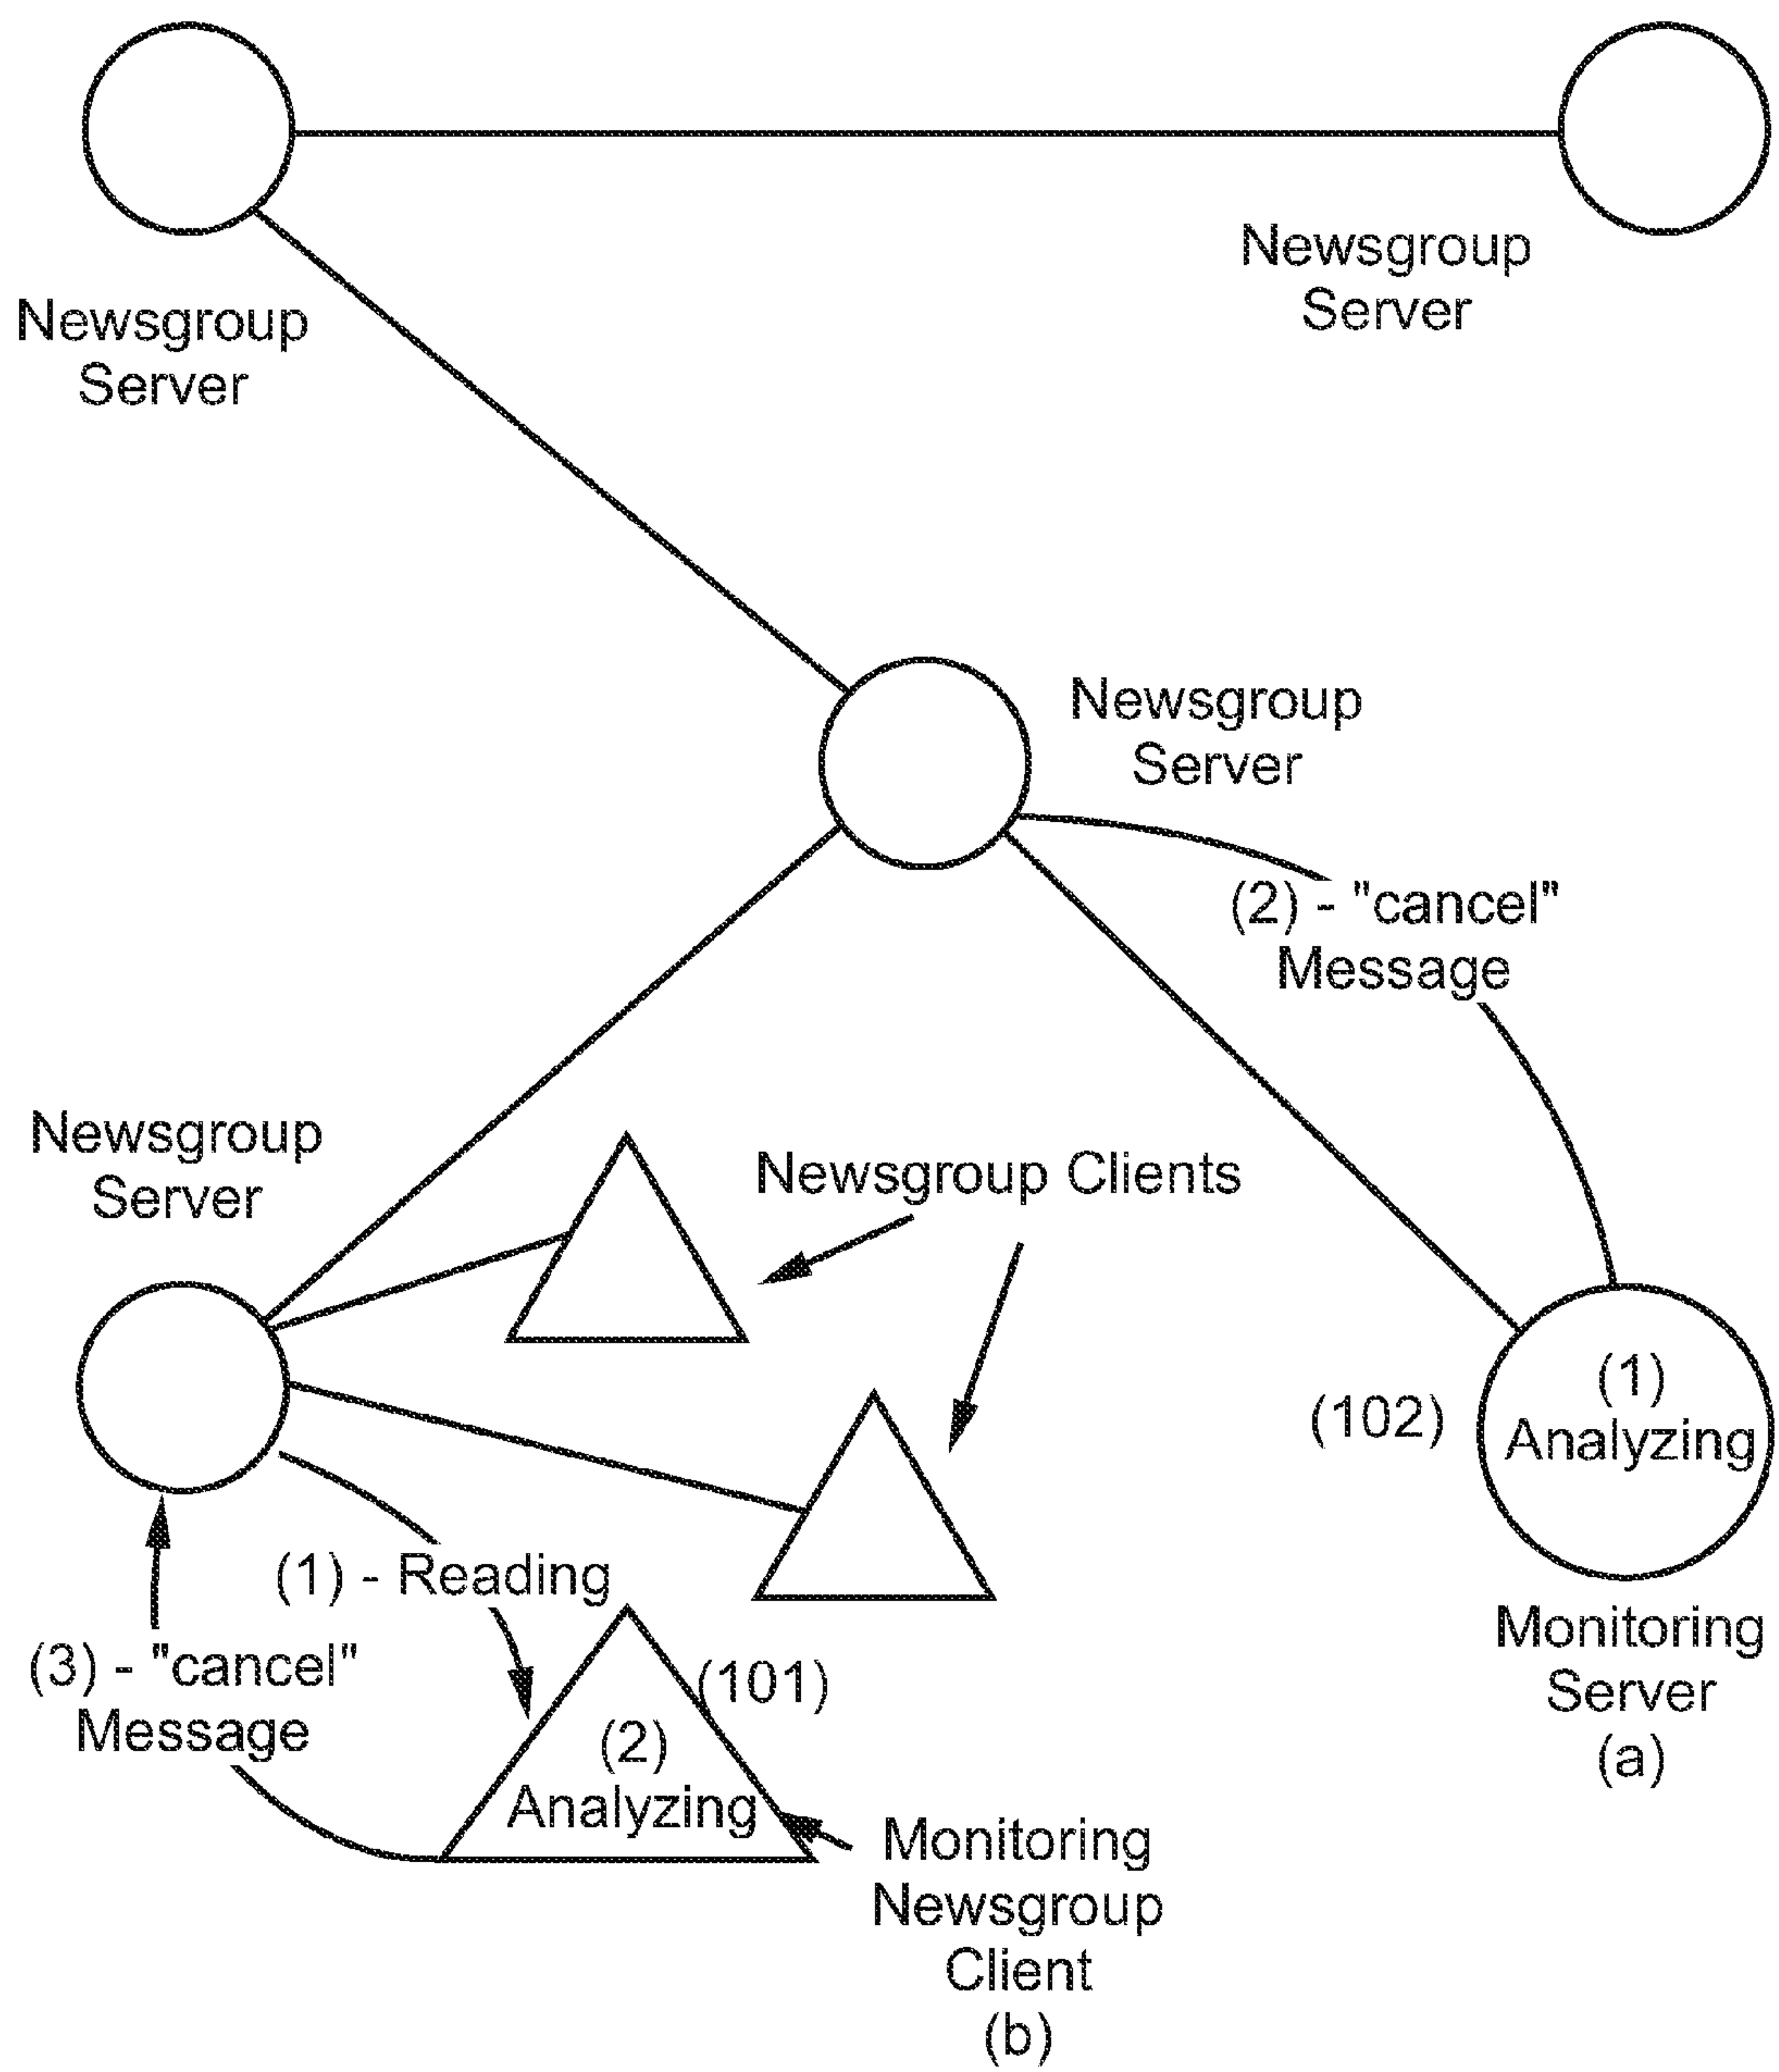 Newsgroup
Server
Newsgroup
Server
Newsgroup
Server
(2) - "cancel"
Message
Newsgroup
Server
Newsgroup Clients
(102)
(1)
Analyzing
Monitoring
Server
(a)
(1) - Reading
(3) - "cancel"
Message
(101)
(2)
Analyzing
Monitoring
Newsgroup
Client
(b)